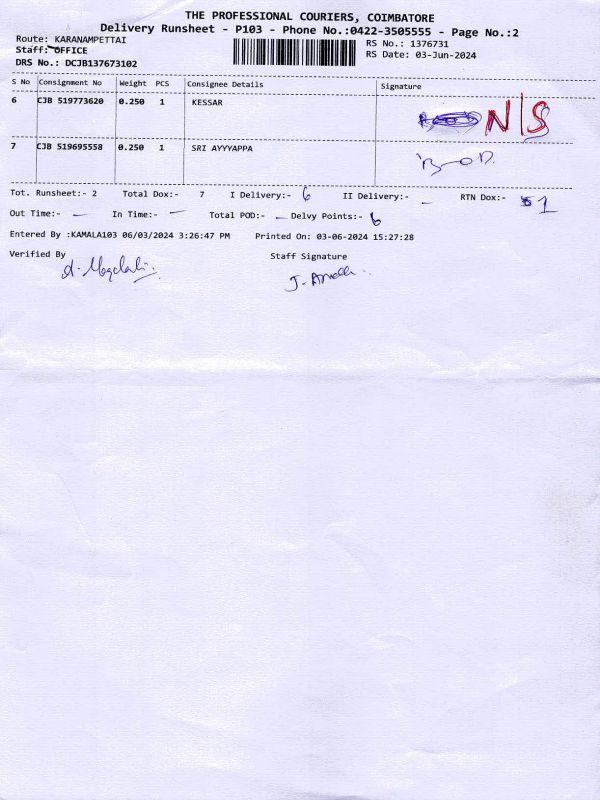 THE PROFESSIONAL COURIERS, COIMBATORE
Delivery Runsheet - P103 - Phone No.:0422-3505555 - Page No.:2
Route: KARANAMPETTAI
RS No.: 1376731
Staff: OFFICE
RS Date: 03-Jun-2024
DRS No.: DCJB137673102
S No Consignment No Weight PCS Consignee Details Signature
6 CJB 519773620 0.250 1 KESSAR N|S
7 CJB 519695558 0.250 1 SRI AYYYAPPA
Tot. Runsheet:- 2 Total Dox:- 7 I Delivery:- 6 II Delivery:- - RTN Dox:- 1
Out Time:- - In Time:- - Total POD:- - Delvy Points:- 6
Entered By :KAMALA103 06/03/2024 3:26:47 PM Printed On: 03-06-2024 15:27:28
Verified By Staff Signature